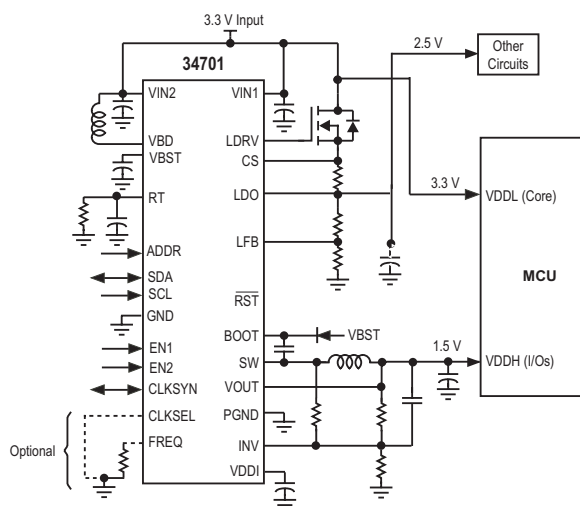 3.3 V Input
2.5 V
Other
Circuits
34701
VIN2
VIN1
VBD
LDRV
VBST
CS
RT
LDO
3.3 V
VDDL (Core)
LFB
ADDR
SDA
SCL
RST
MCU
GND
BOOT
VBST
EN1
SW
1.5 V
VDDH (I/Os)
EN2
VOUT
CLKSYN
CLKSEL
PGND
Optional
FREQ
INV
VDDI